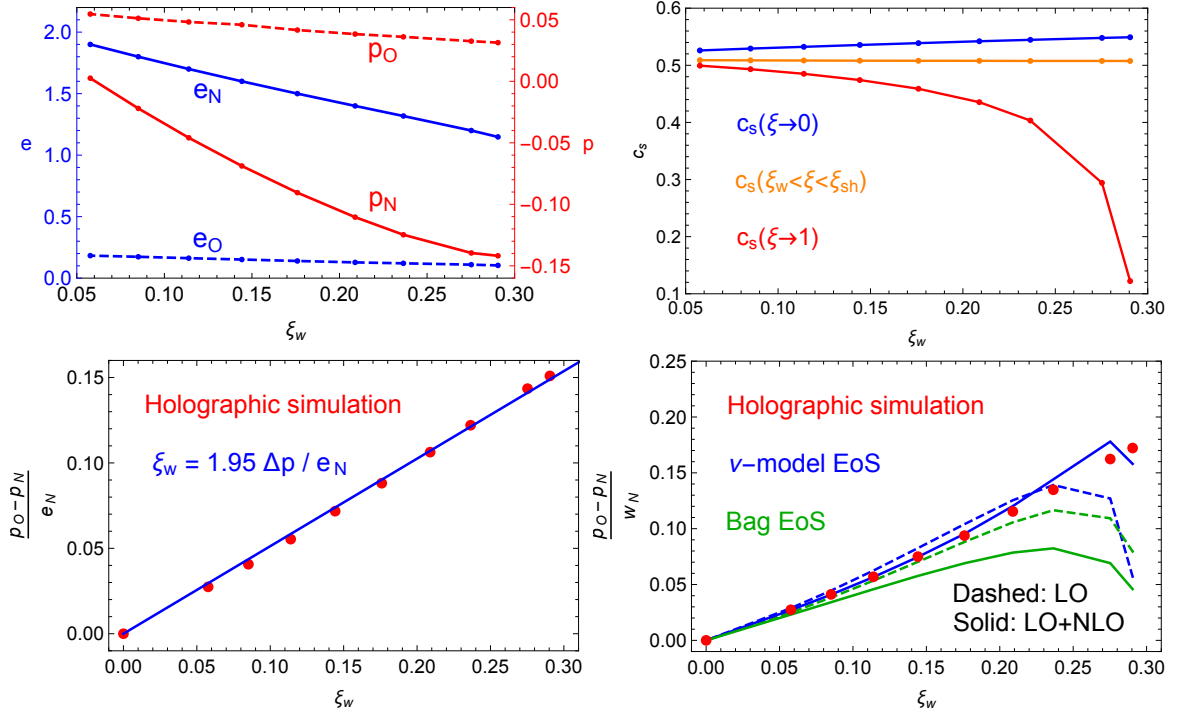 2.0
1.5
1.0
0.5
0.0
e
0.05
0.00
−0.05
−0.10
−0.15
p
p_O
e_N
p_N
e_O
0.05 0.10 0.15 0.20 0.25 0.30
ξ_w
0.6
0.5
0.4
0.3
0.2
0.1
c_s
c_s(ξ→0)
c_s(ξ_w<ξ<ξ_sh)
c_s(ξ→1)
0.05 0.10 0.15 0.20 0.25 0.30
ξ_w
0.15
0.10
0.05
0.00
p_O − p_N
e_N
Holographic simulation
ξ_w = 1.95 Δp / e_N
0.00 0.05 0.10 0.15 0.20 0.25 0.30
ξ_w
0.25
0.20
0.15
0.10
0.05
0.00
p_O − p_N
w_N
Holographic simulation
ν−model EoS
Bag EoS
Dashed: LO
Solid: LO+NLO
0.00 0.05 0.10 0.15 0.20 0.25 0.30
ξ_w